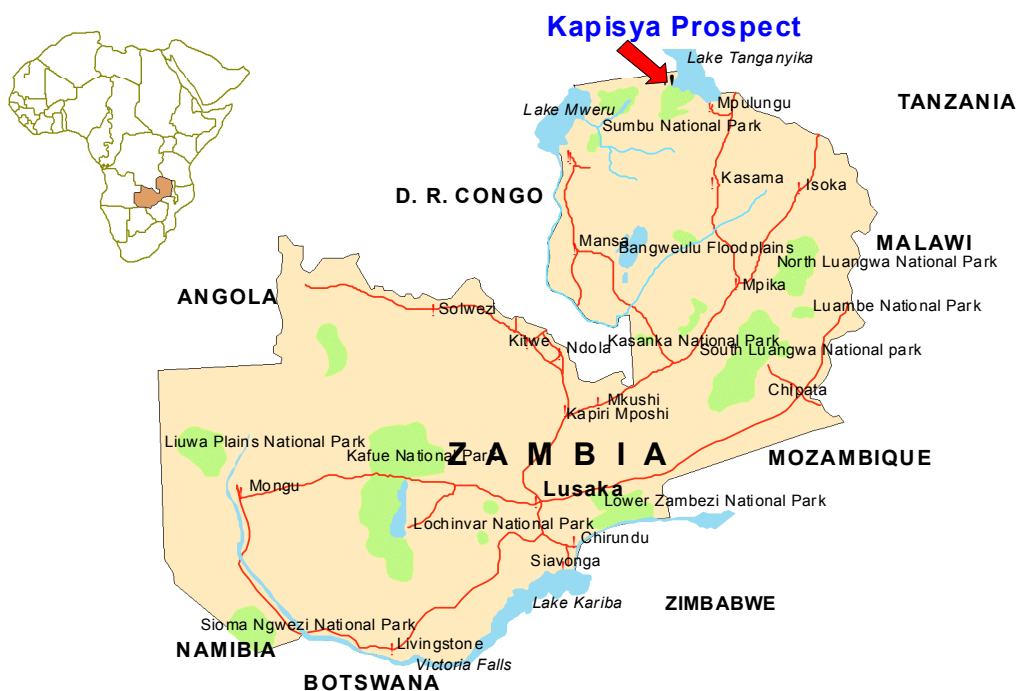 Kapisya Prospect
Lake Tanganyika
TANZANIA
Lake Mweru
Mpulungu
Sumbu National Park
Kasama
Isoka
D. R. CONGO
Mansa
Bangweulu Floodplains
MALAWI
North Luangwa National Park
Mpika
ANGOLA
Solwezi
Luambe National Park
Kitwe
Ndola
Kasanka National Park
South Luangwa National park
Chipata
Mkushi
Kapiri Mposhi
Liuwa Plains National Park
Kafue National Park
ZAMBIA
MOZAMBIQUE
Mongu
Lusaka
Lower Zambezi National Park
Lochinvar National Park
Chirundu
Siavonga
Lake Kariba
ZIMBABWE
Sioma Ngwezi National Park
NAMIBIA
Livingstone
Victoria Falls
BOTSWANA